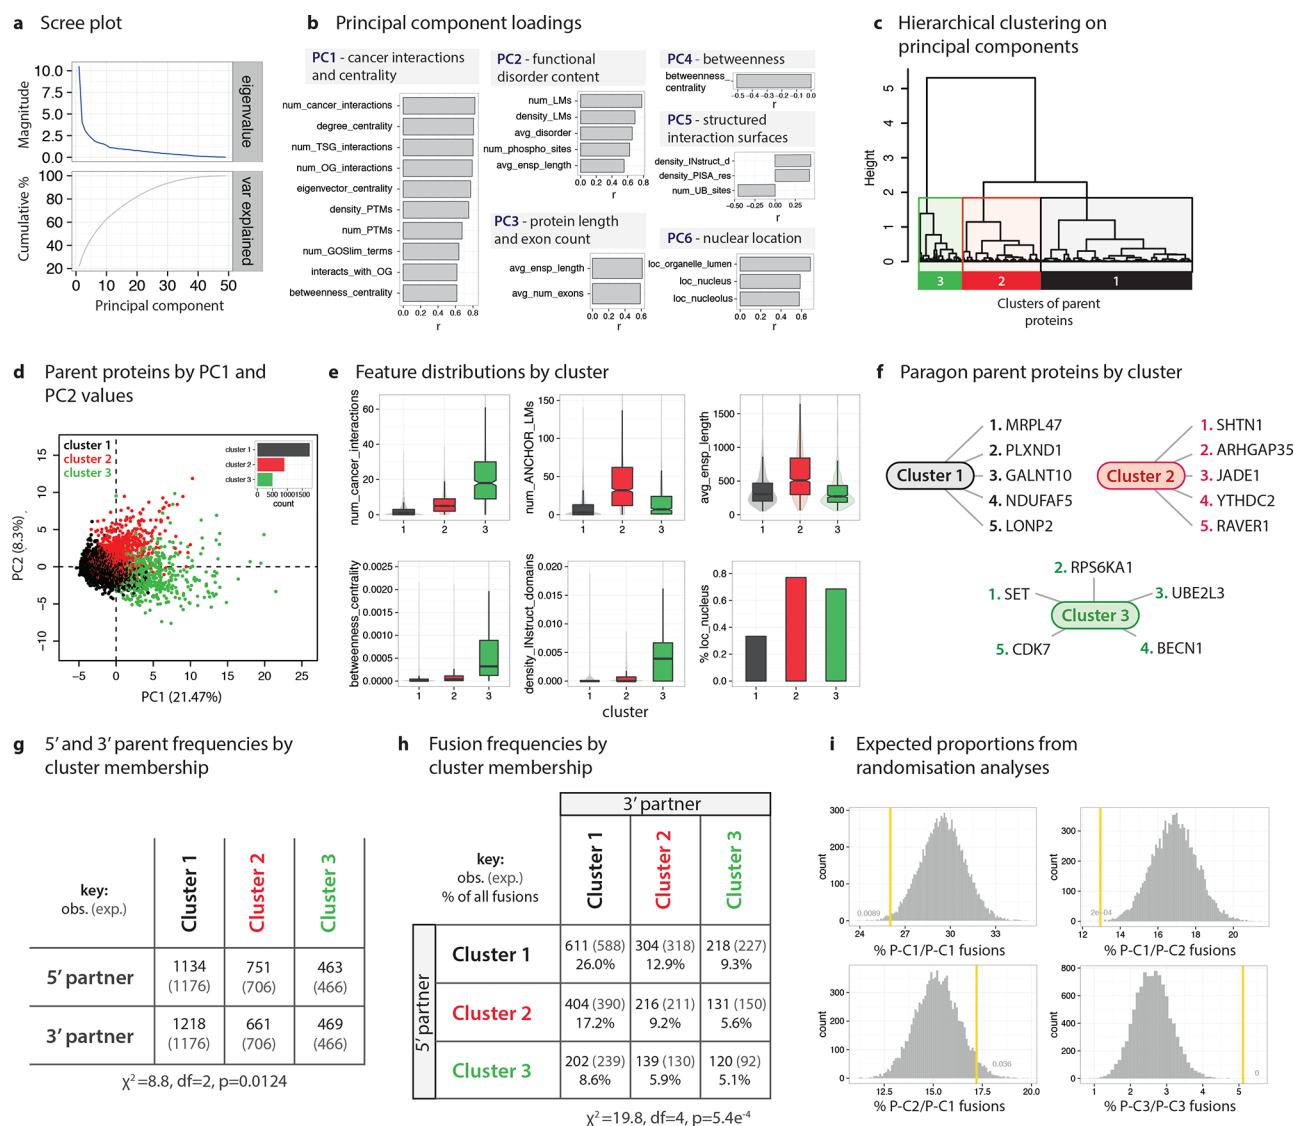 a Scree plot
10.0
7.5
5.0
2.5
0.0
Magnitude
eigenvalue
100
80
60
40
20
Cumulative %
var explained
0 10 20 30 40 50
Principal component
b Principal component loadings
PC1 - cancer interactions
and centrality
num_cancer_interactions
degree_centrality
num_TSG_interactions
num_OG_interactions
eigenvector_centrality
density_PTMs
num_PTMs
num_GOSlim_terms
interacts_with_OG
betweenness_centrality
0.0 0.2 0.4 0.6 0.8
r
PC2 - functional
disorder content
num_LMs
density_LMs
avg_disorder
num_phospho_sites
avg_ensp_length
0.0 0.2 0.4 0.6 0.8
r
PC3 - protein length
and exon count
avg_ensp_length
avg_num_exons
0.0 0.2 0.4 0.6
r
PC4 - betweenness
betweenness_
centrality
-0.5 -0.4 -0.3 -0.2 -0.1 0.0
r
PC5 - structured
interaction surfaces
density_INstruct_d
density_PISA_res
num_UB_sites
-0.50 -0.25 0.00 0.25
r
PC6 - nuclear location
loc_organelle_lumen
loc_nucleus
loc_nucleolus
0.0 0.2 0.4 0.6
r
c Hierarchical clustering on
principal components
Height
5
4
3
2
1
0
3 2 1
Clusters of parent
proteins
d Parent proteins by PC1 and
PC2 values
cluster 1
cluster 2
cluster 3
cluster 1
cluster 2
cluster 3
0 500 1000 1500
count
15
10
5
0
−5
−10
PC2 (8.3%)
−5 0 5 10 15 20 25
PC1 (21.47%)
e Feature distributions by cluster
num_cancer_interactions
60
40
20
0
1 2 3
num_ANCHOR_LMs
150
100
50
0
1 2 3
avg_ensp_length
1500
1000
500
0
1 2 3
betweenness_centrality
0.0025
0.0020
0.0015
0.0010
0.0005
0.0000
1 2 3
density_INstruct_domains
0.020
0.015
0.010
0.005
0.000
1 2 3
% loc_nucleus
0.8
0.6
0.4
0.2
0.0
1 2 3
cluster
f Paragon parent proteins by cluster
Cluster 1
1. MRPL47
2. PLXND1
3. GALNT10
4. NDUFAF5
5. LONP2
Cluster 2
1. SHTN1
2. ARHGAP35
3. JADE1
4. YTHDC2
5. RAVER1
Cluster 3
2. RPS6KA1
1. SET
3. UBE2L3
5. CDK7
4. BECN1
g 5′ and 3′ parent frequencies by
cluster membership
key:
obs. (exp.)
Cluster 1
Cluster 2
Cluster 3
5′ partner
1134 751 463
(1176) (706) (466)
3′ partner
1218 661 469
(1176) (706) (466)
χ²=8.8, df=2, p=0.0124
h Fusion frequencies by
cluster membership
3′ partner
key:
obs. (exp.)
% of all fusions
Cluster 1
Cluster 2
Cluster 3
5′ partner
Cluster 1
611 (588) 304 (318) 218 (227)
26.0% 12.9% 9.3%
Cluster 2
404 (390) 216 (211) 131 (150)
17.2% 9.2% 5.6%
Cluster 3
202 (239) 139 (130) 120 (92)
8.6% 5.9% 5.1%
χ²=19.8, df=4, p=5.4e⁻⁴
i Expected proportions from
randomisation analyses
300
200
100
0
count
0.0089
24 27 30 33
% P-C1/P-C1 fusions
300
200
100
0
count
2e−04
12 14 16 18 20
% P-C1/P-C2 fusions
300
200
100
0
count
0.036
12.5 15.0 17.5 20.0
% P-C2/P-C1 fusions
800
600
400
200
0
count
0
1 2 3 4 5
% P-C3/P-C3 fusions